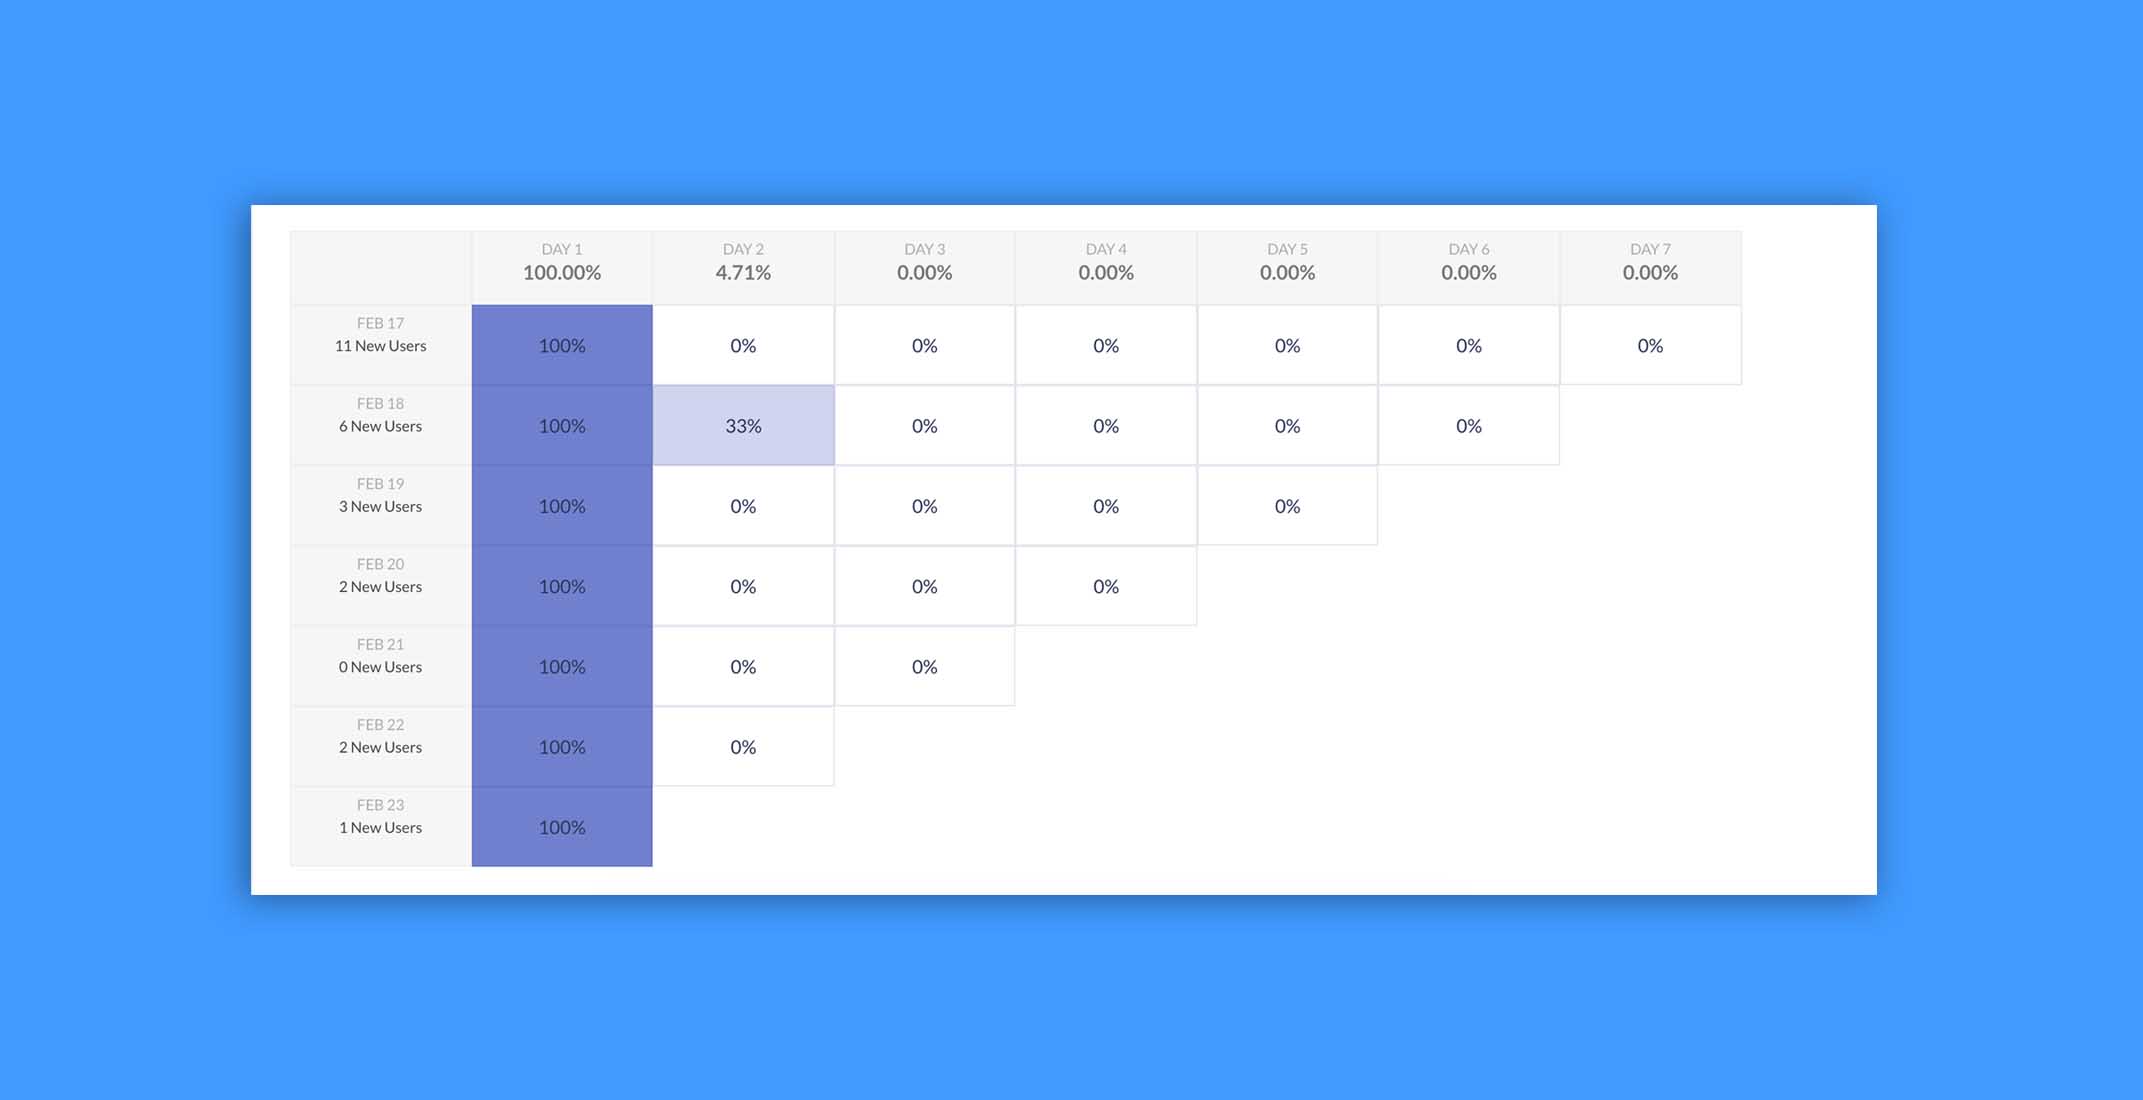 DAY 1 DAY 2 DAY 3 DAY 4 DAY 5 DAY 6 DAY 7
100.00% 4.71% 0.00% 0.00% 0.00% 0.00% 0.00%
FEB 17
11 New Users 100% 0% 0% 0% 0% 0% 0%
FEB 18
6 New Users 100% 33% 0% 0% 0% 0%
FEB 19
3 New Users 100% 0% 0% 0% 0%
FEB 20
2 New Users 100% 0% 0% 0%
FEB 21
0 New Users 100% 0% 0%
FEB 22
2 New Users 100% 0%
FEB 23
1 New Users 100%